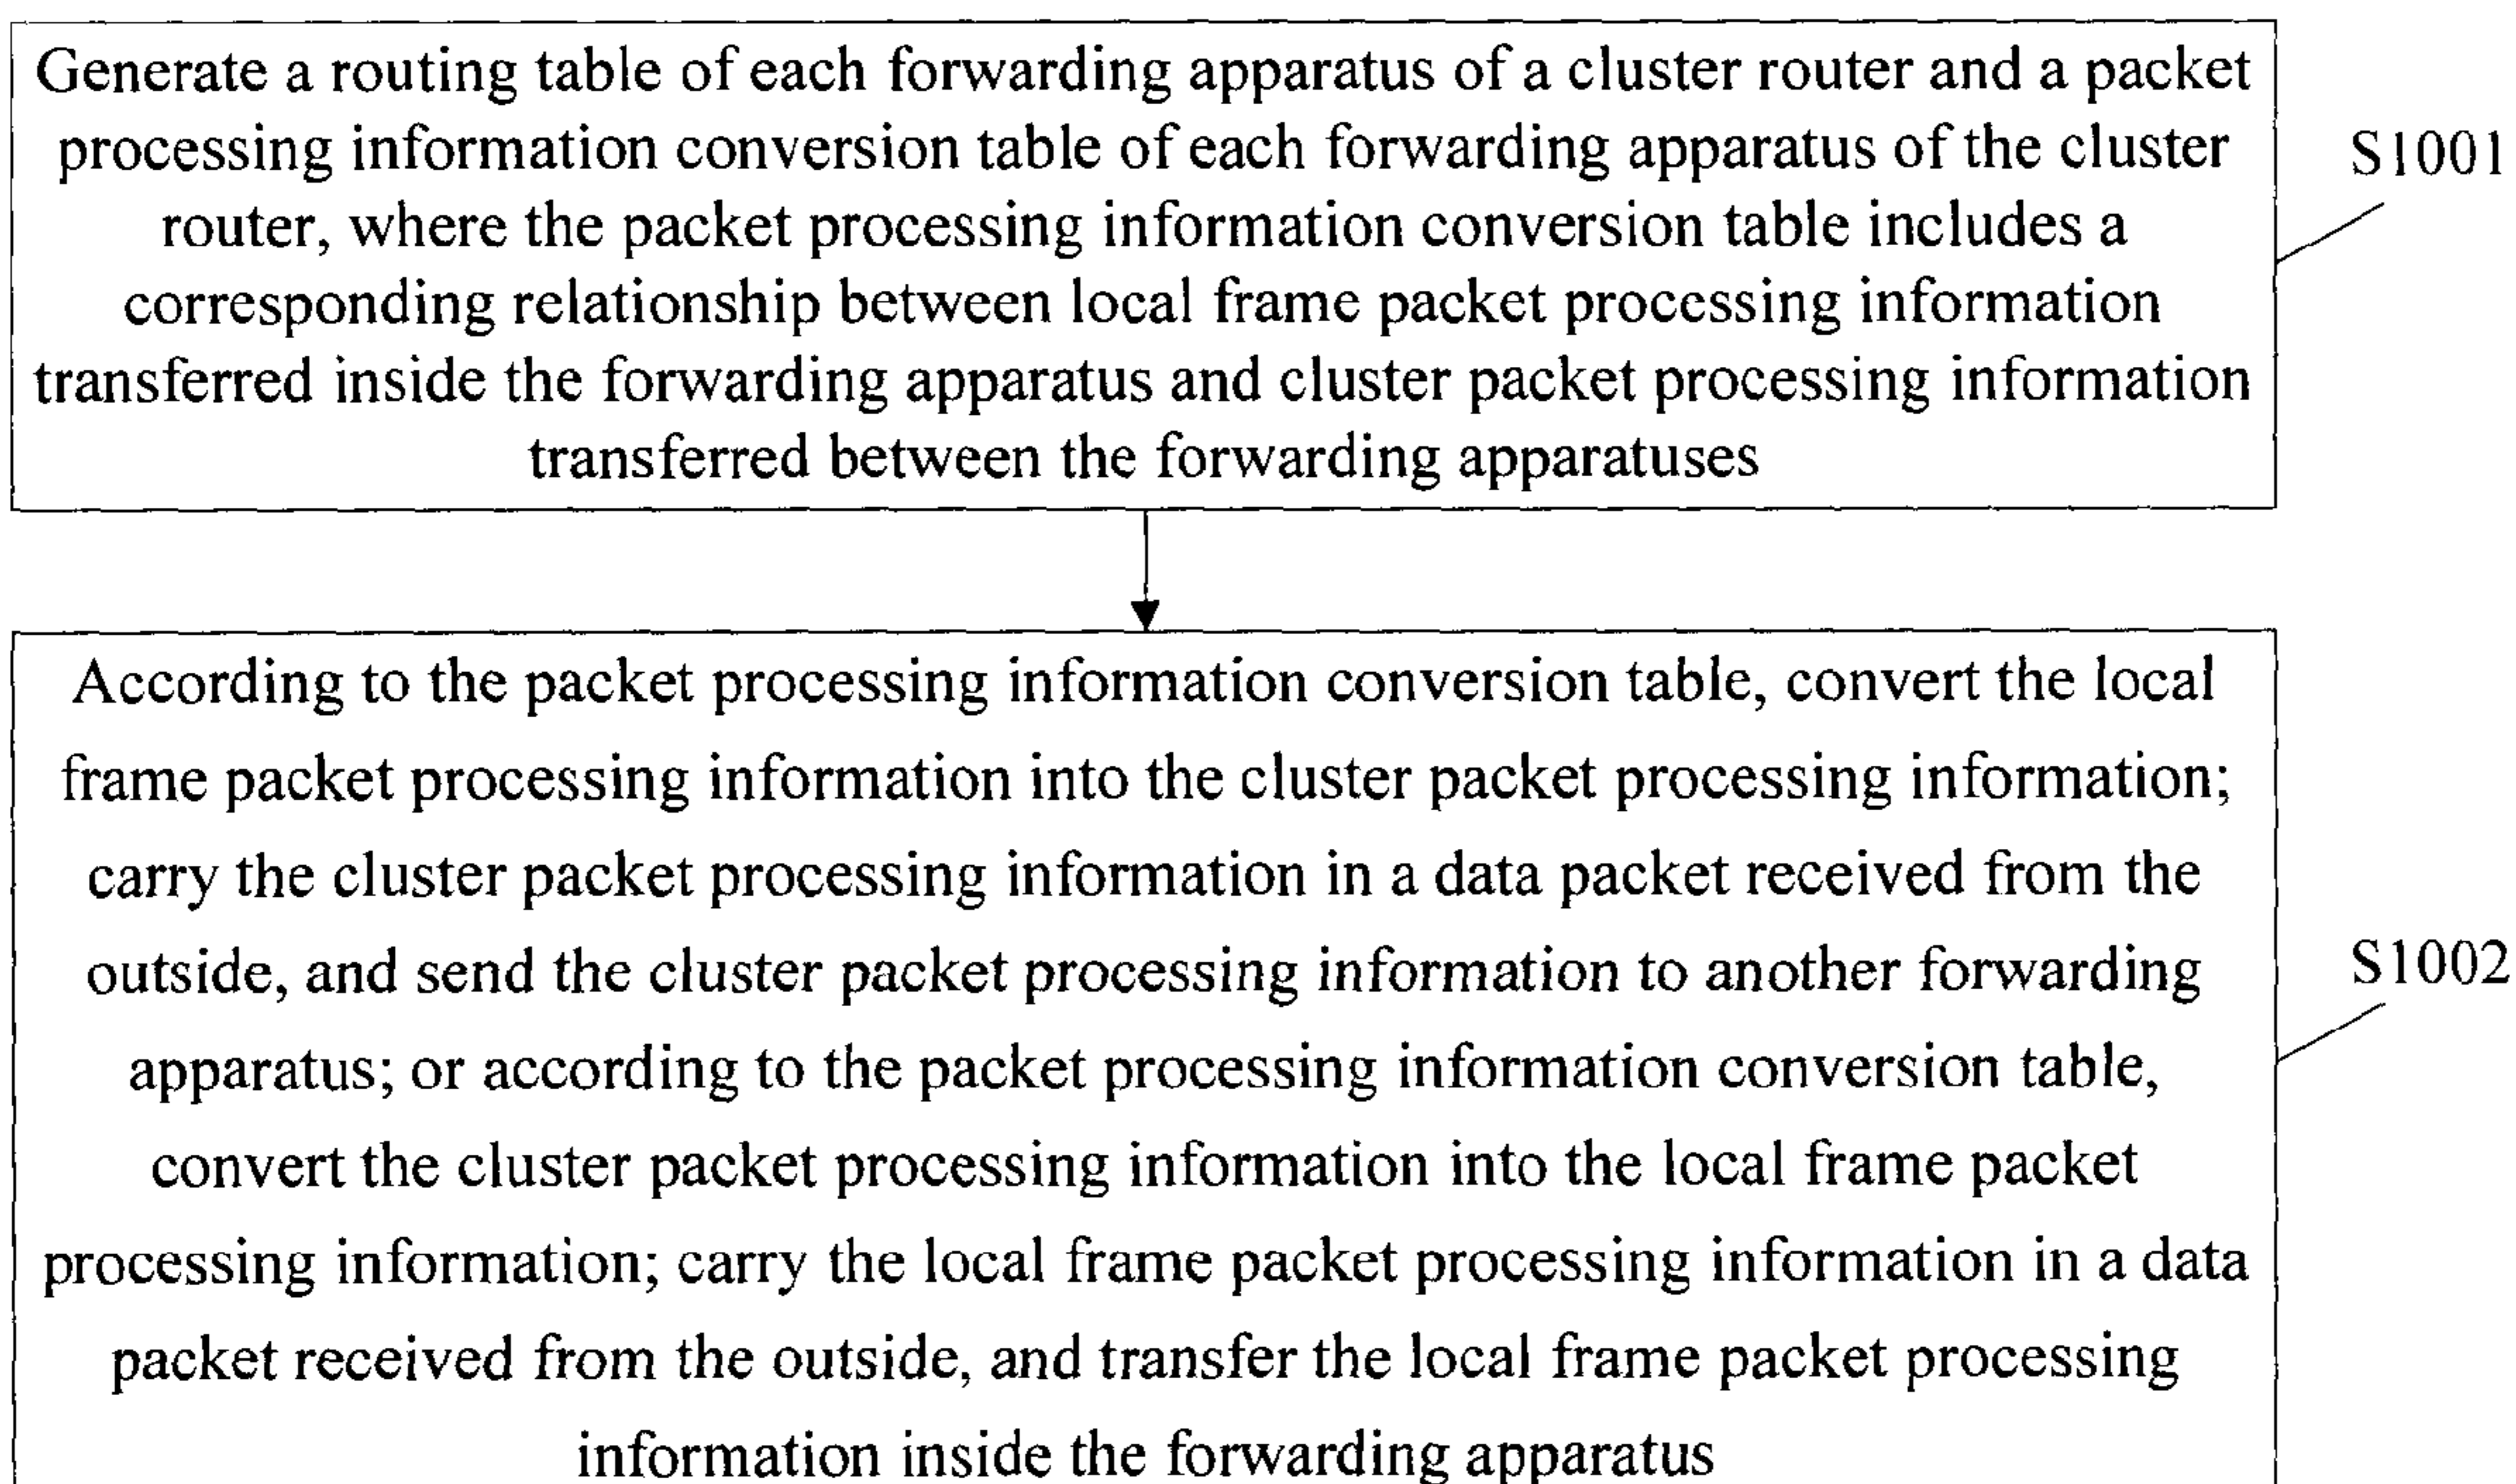 Generate a routing table of each forwarding apparatus of a cluster router and a packet
processing information conversion table of each forwarding apparatus of the cluster
router, where the packet processing information conversion table includes a
corresponding relationship between local frame packet processing information
transferred inside the forwarding apparatus and cluster packet processing information
transferred between the forwarding apparatuses
S1001
According to the packet processing information conversion table, convert the local
frame packet processing information into the cluster packet processing information;
carry the cluster packet processing information in a data packet received from the
outside, and send the cluster packet processing information to another forwarding
apparatus; or according to the packet processing information conversion table,
convert the cluster packet processing information into the local frame packet
processing information; carry the local frame packet processing information in a data
packet received from the outside, and transfer the local frame packet processing
information inside the forwarding apparatus
S1002